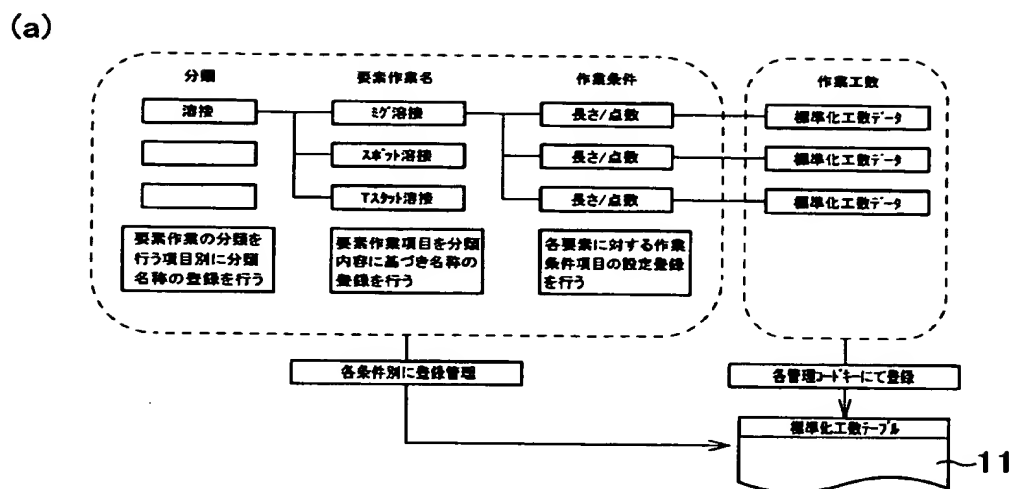 (a)
分類 要素作業名 作業条件 作業工数
溶接 ミグ溶接 長さ/点数 標準化工数データ
スポット溶接 長さ/点数 標準化工数データ
Tスタット溶接 長さ/点数 標準化工数データ
要素作業の分類を
行う項目別に分類
名称の登録を行う
要素作業項目を分類
内容に基づき名称の
登録を行う
各要素に対する作業
条件項目の設定登録
を行う
各条件別に登録管理
各管理コードキーにて登録
標準化工数テーブル
11